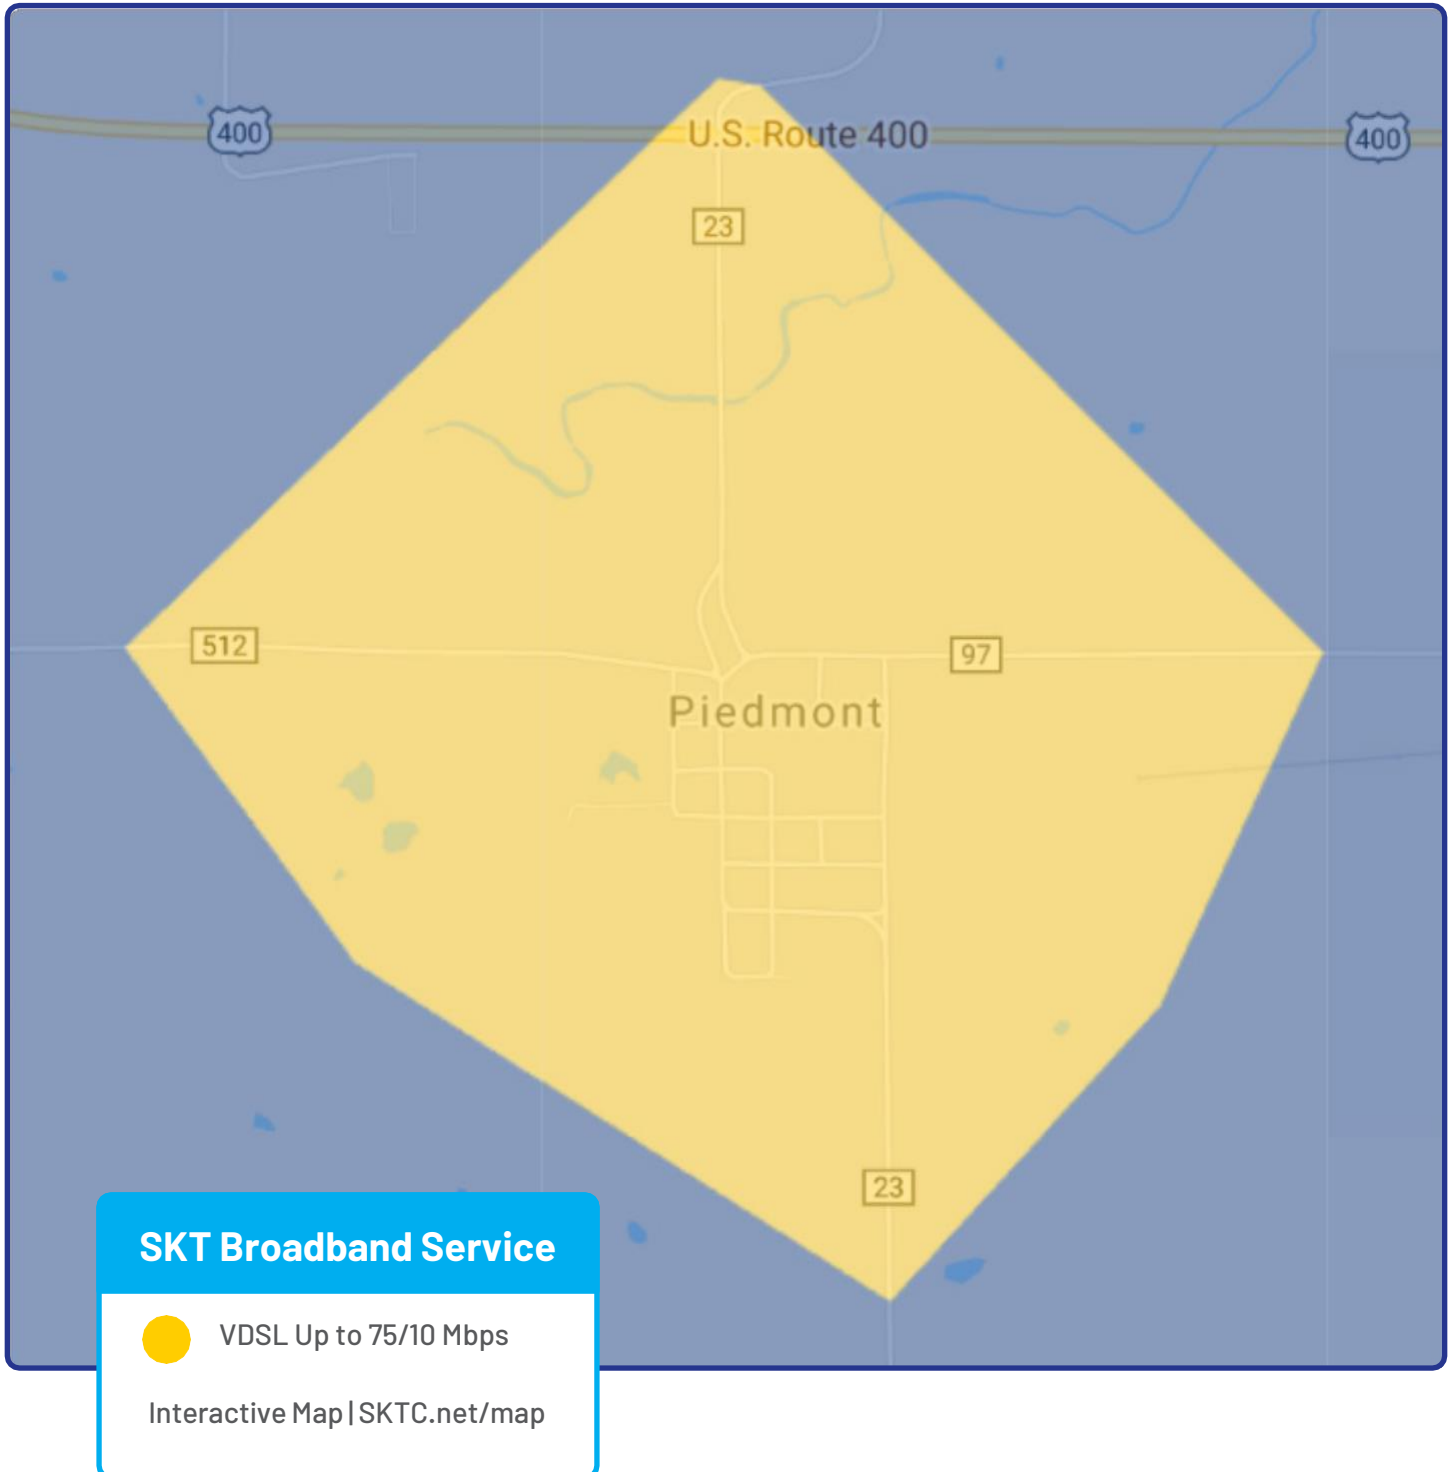 400
U.S. Route 400
400
23
512
97
Piedmont
23
SKT Broadband Service
VDSL Up to 75/10 Mbps
Interactive Map | SKTC.net/map